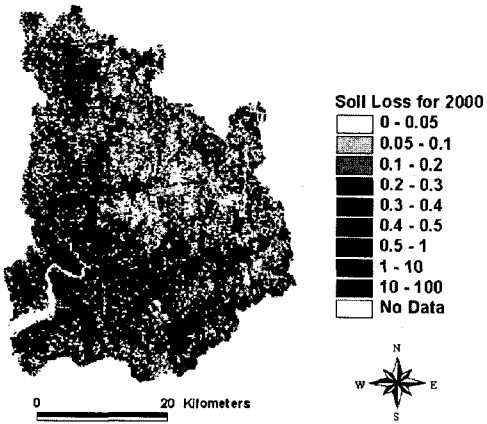 Soil Loss for 2000
0 - 0.05
0.05 - 0.1
0.1 - 0.2
0.2 - 0.3
0.3 - 0.4
0.4 - 0.5
0.5 - 1
1 - 10
10 - 100
No Data
N
W E
S
0 20 Kilometers